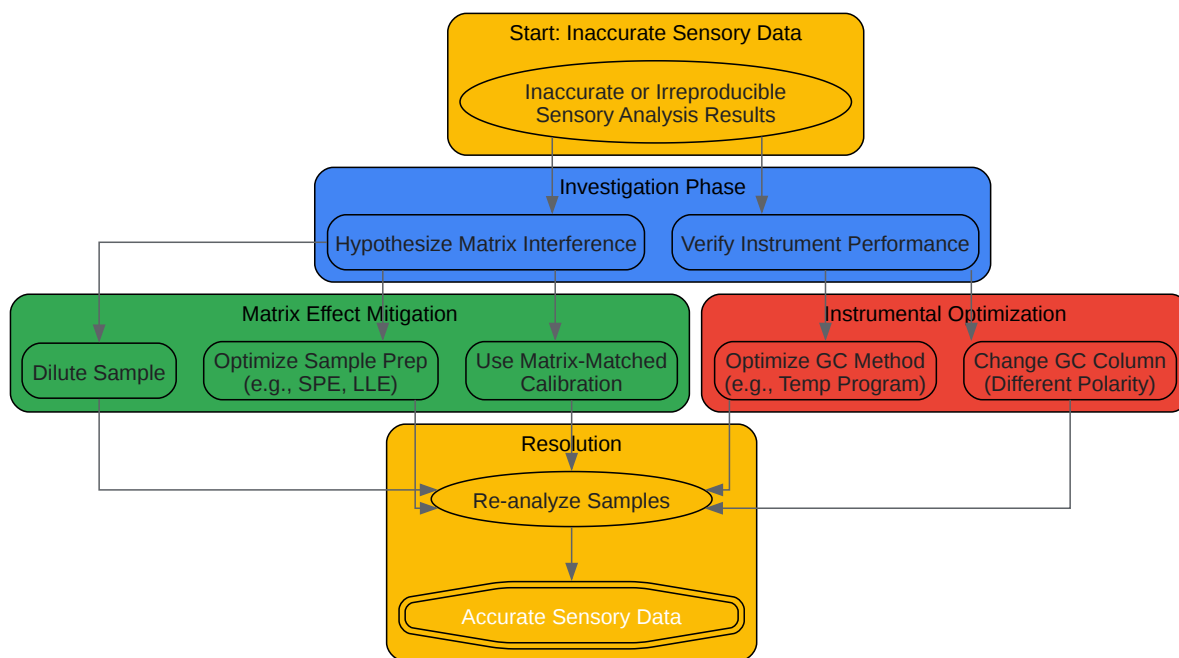 Start: Inaccurate Sensory Data
Inaccurate or Irreproducible
Sensory Analysis Results
Investigation Phase
Hypothesize Matrix Interference
Verify Instrument Performance
Matrix Effect Mitigation
Instrumental Optimization
Dilute Sample
Optimize Sample Prep
(e.g., SPE, LLE)
Use Matrix-Matched
Calibration
Optimize GC Method
(e.g., Temp Program)
Change GC Column
(Different Polarity)
Resolution
Re-analyze Samples
Accurate Sensory Data